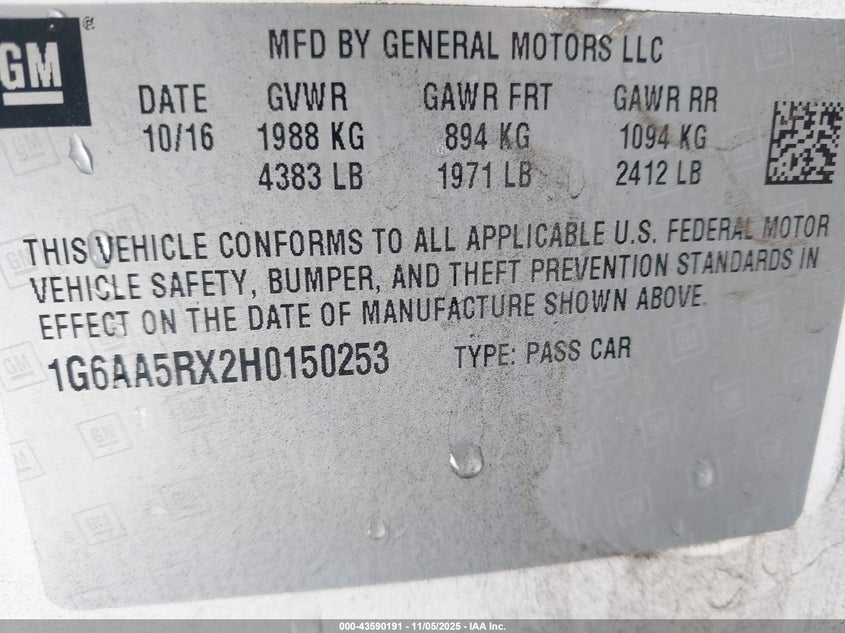 GM
MFD BY GENERAL MOTORS LLC
DATE GVWR GAWR FRT GAWR RR
10/16 1988 KG 894 KG 1094 KG
4383 LB 1971 LB 2412 LB
THIS VEHICLE CONFORMS TO ALL APPLICABLE U.S. FEDERAL MOTOR
VEHICLE SAFETY, BUMPER, AND THEFT PREVENTION STANDARDS IN
EFFECT ON THE DATE OF MANUFACTURE SHOWN ABOVE.
1G6AA5RX2H0150253 TYPE: PASS CAR
000-43590191 - 11/05/2025 - IAA Inc.